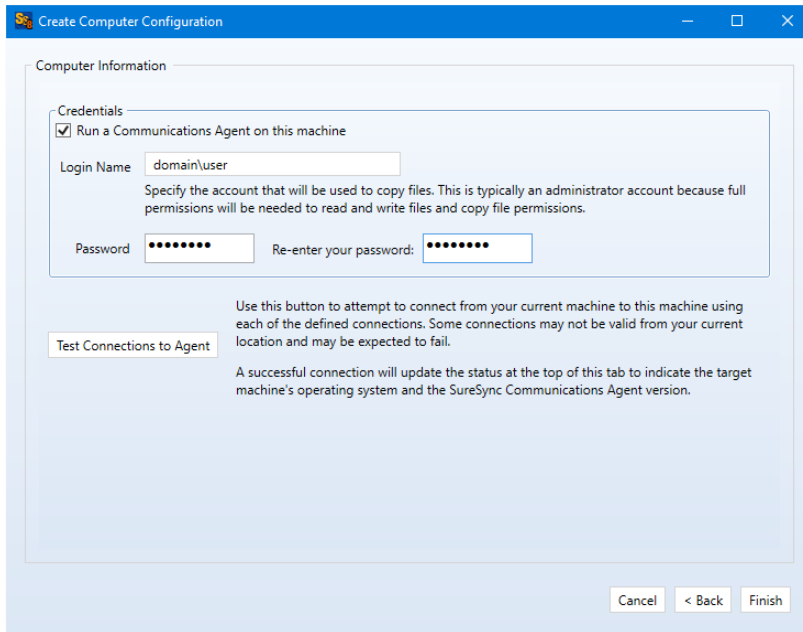 Create Computer Configuration
Computer Information
Credentials
Run a Communications Agent on this machine
Login Name domain\user
Specify the account that will be used to copy files. This is typically an administrator account because full
permissions will be needed to read and write files and copy file permissions.
Password •••••••• Re-enter your password: ••••••••
Use this button to attempt to connect from your current machine to this machine using
each of the defined connections. Some connections may not be valid from your current
location and may be expected to fail.
Test Connections to Agent
A successful connection will update the status at the top of this tab to indicate the target
machine's operating system and the SureSync Communications Agent version.
Cancel < Back Finish